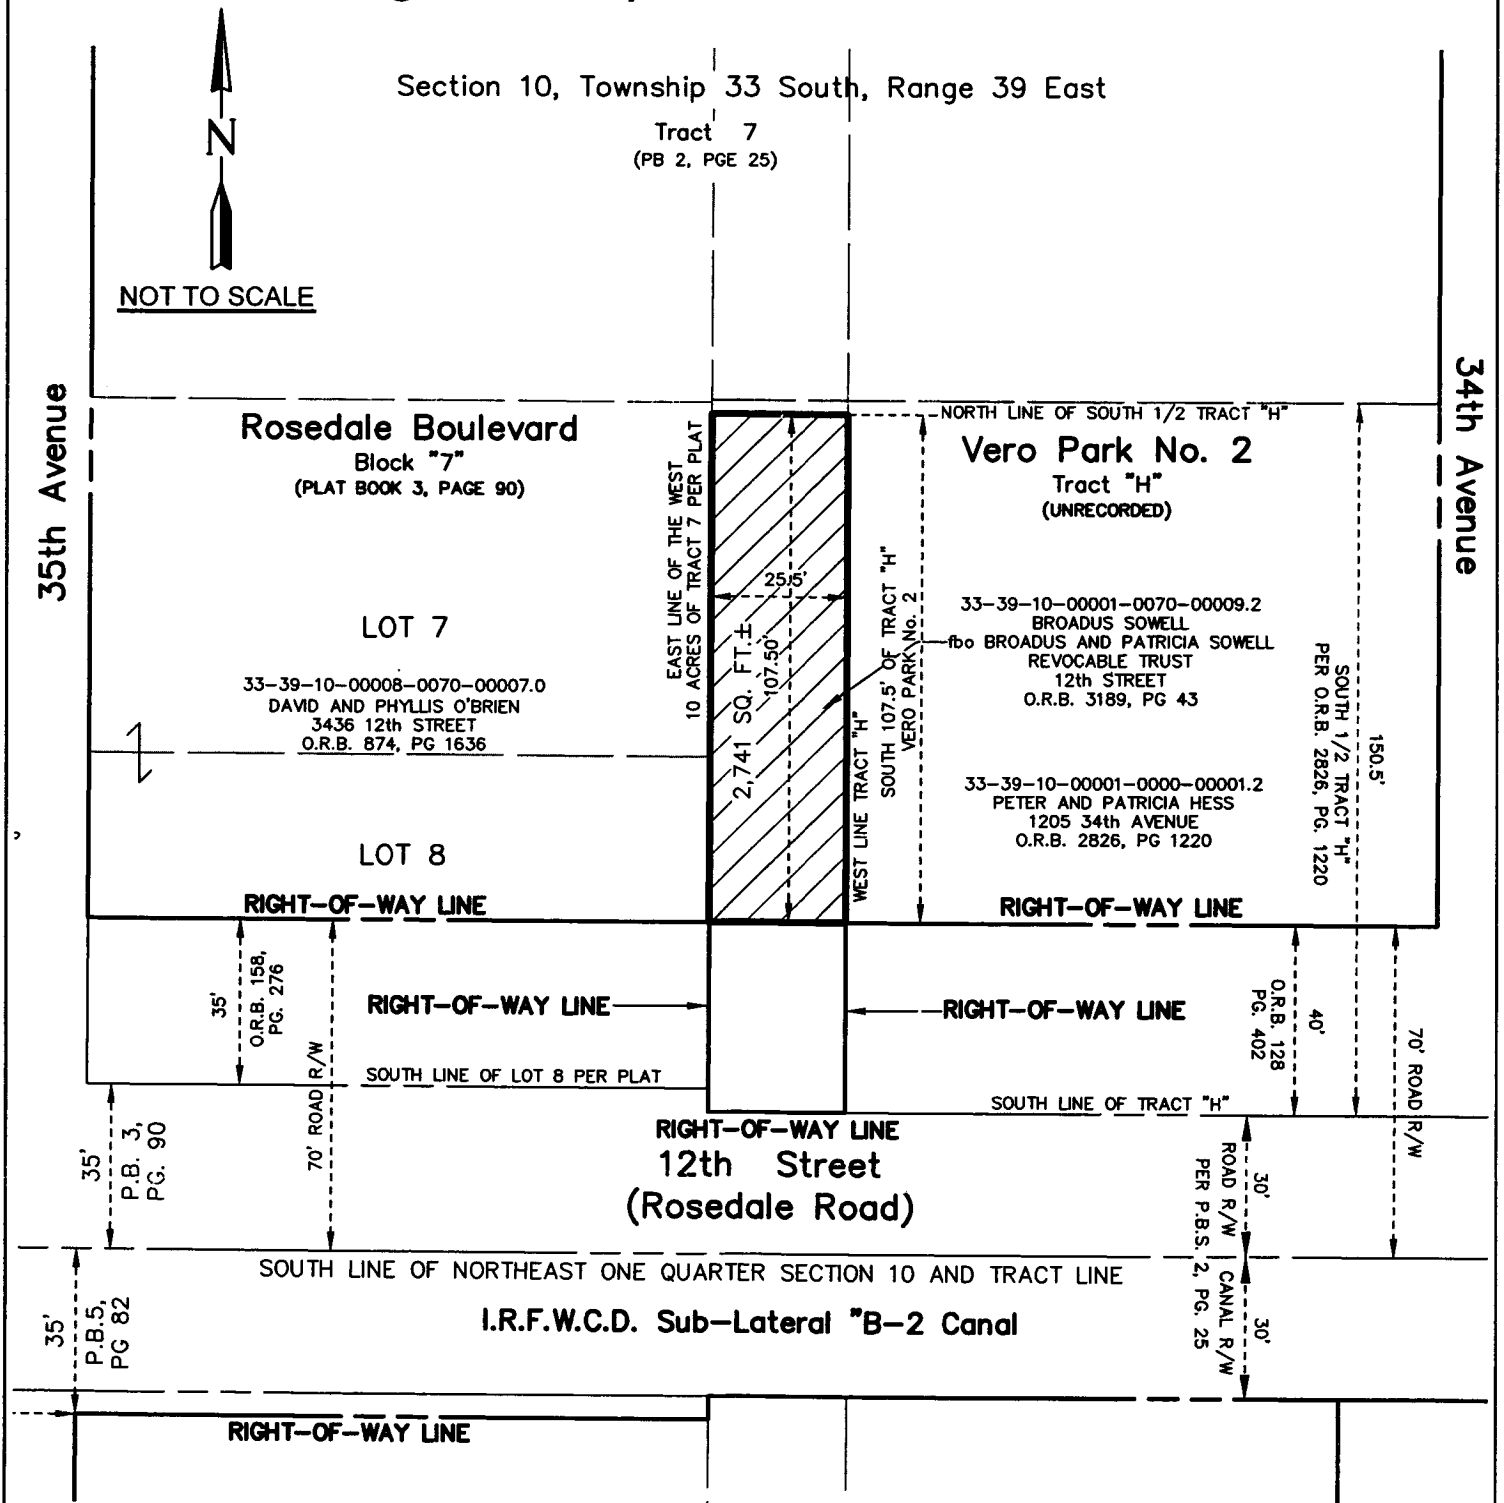 Section 10, Township 33 South, Range 39 East
Tract 7
(PB 2, PGE 25)
N
NOT TO SCALE
35th Avenue
34th Avenue
Rosedale Boulevard
Block "7"
(PLAT BOOK 3, PAGE 90)
LOT 7
33-39-10-00008-0070-00007.0
DAVID AND PHYLLIS O'BRIEN
3436 12th STREET
O.R.B. 874, PG 1636
LOT 8
RIGHT-OF-WAY LINE
EAST LINE OF THE WEST
10 ACRES OF TRACT 7 PER PLAT
25.5'
107.50'
2,741 SQ. FT.±
WEST LINE TRACT "H"
SOUTH 107.5' OF TRACT "H"
VERO PARK No. 2
NORTH LINE OF SOUTH 1/2 TRACT "H"
Vero Park No. 2
Tract "H"
(UNRECORDED)
33-39-10-00001-0070-00009.2
BROADUS SOWELL
fbo BROADUS AND PATRICIA SOWELL
REVOCABLE TRUST
12th STREET
O.R.B. 3189, PG 43
33-39-10-00001-0000-00001.2
PETER AND PATRICIA HESS
1205 34th AVENUE
O.R.B. 2826, PG 1220
RIGHT-OF-WAY LINE
150.5'
SOUTH 1/2 TRACT "H"
PER O.R.B. 2826, PG. 1220
35'
O.R.B. 158,
PG. 276
70' ROAD R/W
RIGHT-OF-WAY LINE
RIGHT-OF-WAY LINE
40'
O.R.B. 128
PG. 402
70' ROAD R/W
SOUTH LINE OF LOT 8 PER PLAT
SOUTH LINE OF TRACT "H"
35'
P.B. 3,
PG. 90
RIGHT-OF-WAY LINE
12th Street
(Rosedale Road)
30'
ROAD R/W
PER P.B.S. 2, PG. 25
SOUTH LINE OF NORTHEAST ONE QUARTER SECTION 10 AND TRACT LINE
I.R.F.W.C.D. Sub-Lateral "B-2 Canal
35'
P.B.5,
PG 82
30'
CANAL R/W
RIGHT-OF-WAY LINE